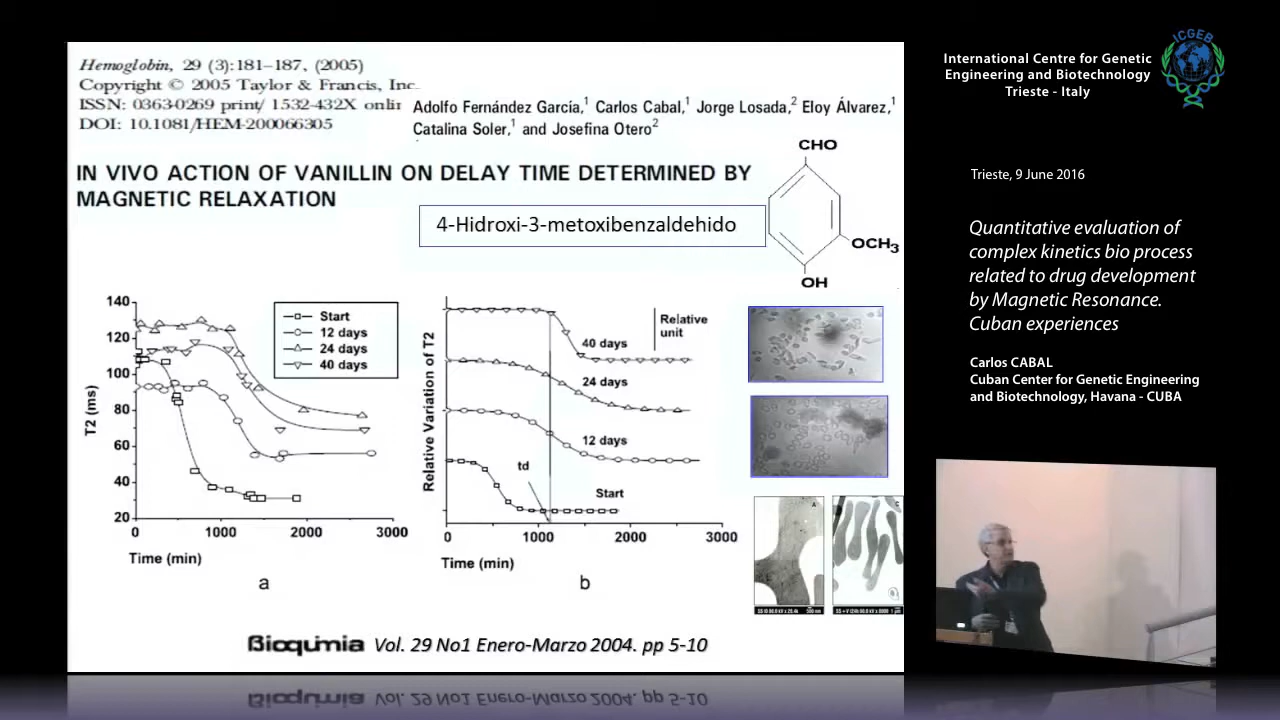 Hemoglobin, 29 (3):181–187, (2005)
Copyright © 2005 Taylor & Francis, Inc.
ISSN: 0363-0269 print/ 1532-432X onlin
DOI: 10.1081/HEM-200066305
Adolfo Fernández García,1 Carlos Cabal,1 Jorge Losada,2 Eloy Álvarez,1
Catalina Soler,1 and Josefina Otero2
IN VIVO ACTION OF VANILLIN ON DELAY TIME DETERMINED BY
MAGNETIC RELAXATION
4-Hidroxi-3-metoxibenzaldehido
CHO
OCH3
OH
140
120
100
80
60
40
20
T2 (ms)
Start
12 days
24 days
40 days
0
1000
2000
3000
Time (min)
a
Relative Variation of T2
Relative
unit
40 days
24 days
12 days
td
Start
0
1000
2000
3000
Time (min)
b
Bioquimia Vol. 29 No1 Enero-Marzo 2004. pp 5-10
International Centre for Genetic
Engineering and Biotechnology
Trieste - Italy
ICGEB
Trieste, 9 June 2016
Quantitative evaluation of
complex kinetics bio process
related to drug development
by Magnetic Resonance.
Cuban experiences
Carlos CABAL
Cuban Center for Genetic Engineering
and Biotechnology, Havana - CUBA